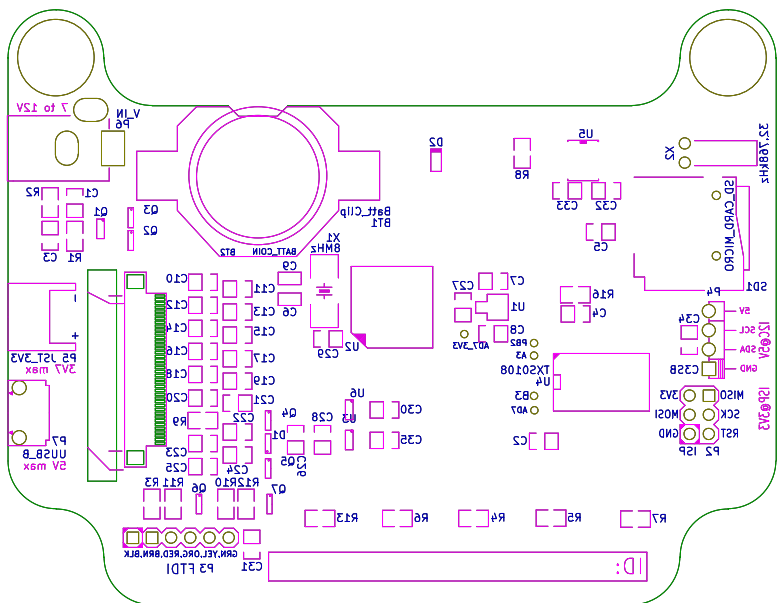 7 to 12V
V_IN
P6
32.768kHz
X2
D2
R8
U5
C33
C32
C5
SD_CARD_MICRO
SD1
R2
C1
C3
R1
Q1
Q3
Q2
Batt_Clip
BT1
BT2
BATT_COIN
X1
8MHz
C9
C6
C29
U2
C10
C11
C12
C13
C14
C15
C16
C17
C18
C19
C20
C21
R9
C22
C23
C24
C25
-
+
P5 JST_3V3
3V7 max
P7
USB_B
5V max
C27
C7
U1
C8
AD7_3V3
PB2
A3
TXS0108
U4
B3
AD7
C2
R16
C4
P4
C34
C3SB
5V
SCL
SDA
GND
I2C@5V
3V3
MISO
MOSI
SCK
GND
RST
ISP
P2
ISP@3V3
U6
U3
C30
C35
Q4
D1
Q5
C28
C26
R3
R11
Q6
R10
R12
Q7
R13
R6
R4
R5
R7
GRN,YEL,ORG,RED,BRN,BLK
P3 FTDI
C31
ID: